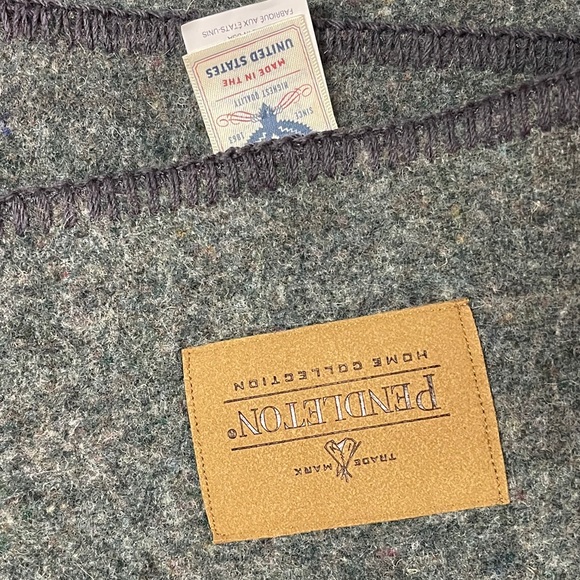 TRADE MARK
PENDLETON®
HOME COLLECTION
SINCE 1863
HIGHEST QUALITY
MADE IN THE
UNITED STATES
FABRIQUÉ AUX ÉTATS-UNIS